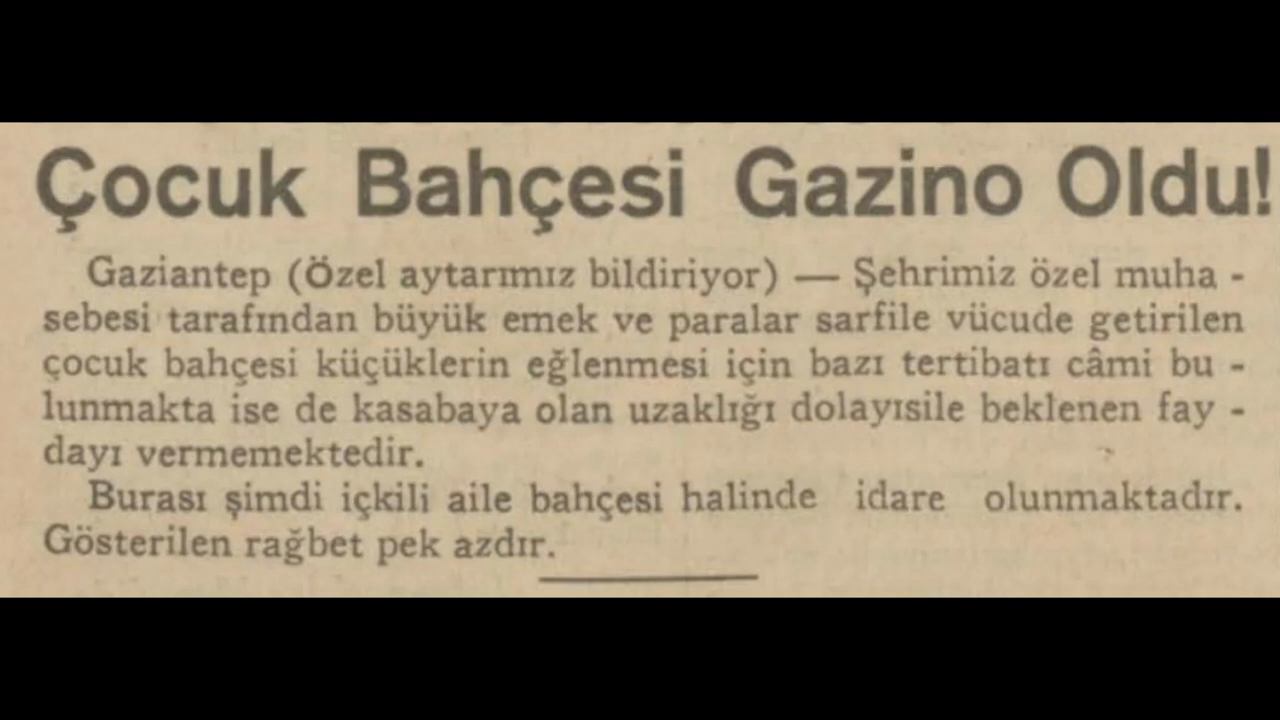 Çocuk Bahçesi Gazino Oldu!
Gaziantep (Özel aytarımız bildiriyor) — Şehrimiz özel muha -
sebesi tarafından büyük emek ve paralar sarfile vücude getirilen
çocuk bahçesi küçüklerin eğlenmesi için bazı tertibatı câmi bu -
lunmakta ise de kasabaya olan uzaklığı dolayısile beklenen fay -
dayı vermemektedir.
Burası şimdi içkili aile bahçesi halinde idare olunmaktadır.
Gösterilen rağbet pek azdır.